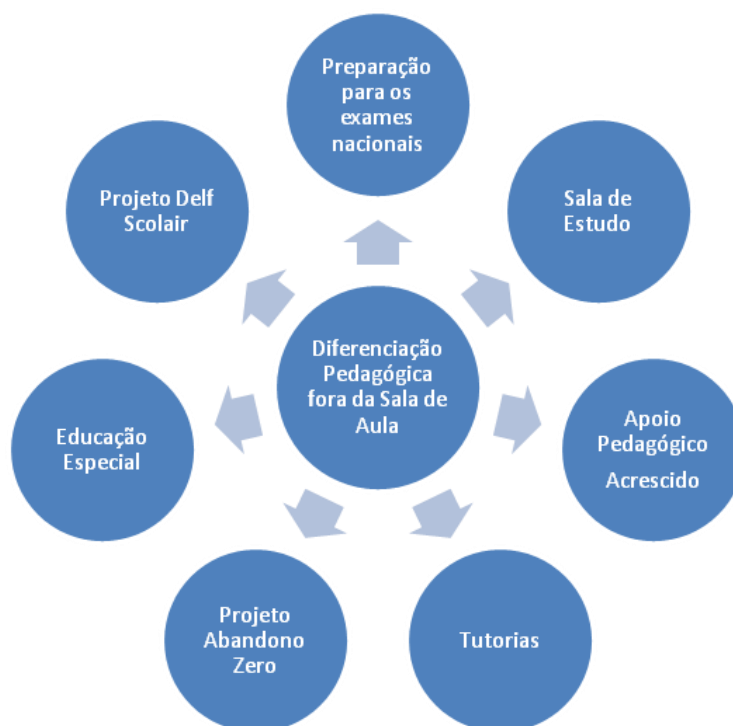 Preparação
para os
exames
nacionais
Projeto Delf
Scolair
Sala de
Estudo
Diferenciação
Pedagógica
fora da Sala de
Aula
Educação
Especial
Apoio
Pedagógico
Acrescido
Projeto
Abandono
Zero
Tutorias